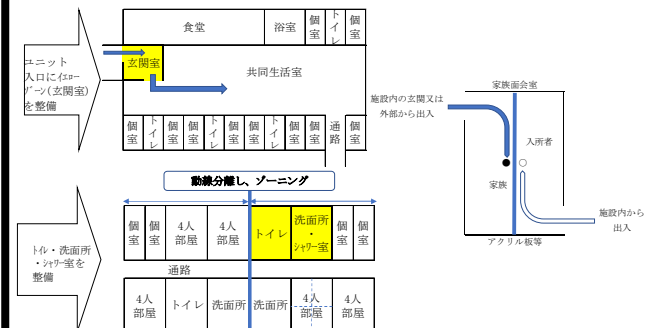 ユニット
入口にｲｴﾛｰ
ｿﾞｰﾝ(玄関室)
を整備
食堂
浴室
個室
トイレ
個室
玄関室
共同生活室
個室
トイレ
個室
個室
トイレ
個室
個室
トイレ
個室
個室
通路
個室
家族面会室
施設内の玄関又は
外部から出入
入所者
家族
施設内から
出入
アクリル板等
動線分離し、ゾーニング
ﾄｲﾚ・洗面所
・ｼｬﾜｰ室を
整備
個室
個室
4人
部屋
4人
部屋
トイレ
洗面所
・
ｼｬﾜｰ室
個室
個室
通路
4人
部屋
トイレ
洗面所
洗面所
4人
部屋
4人
部屋